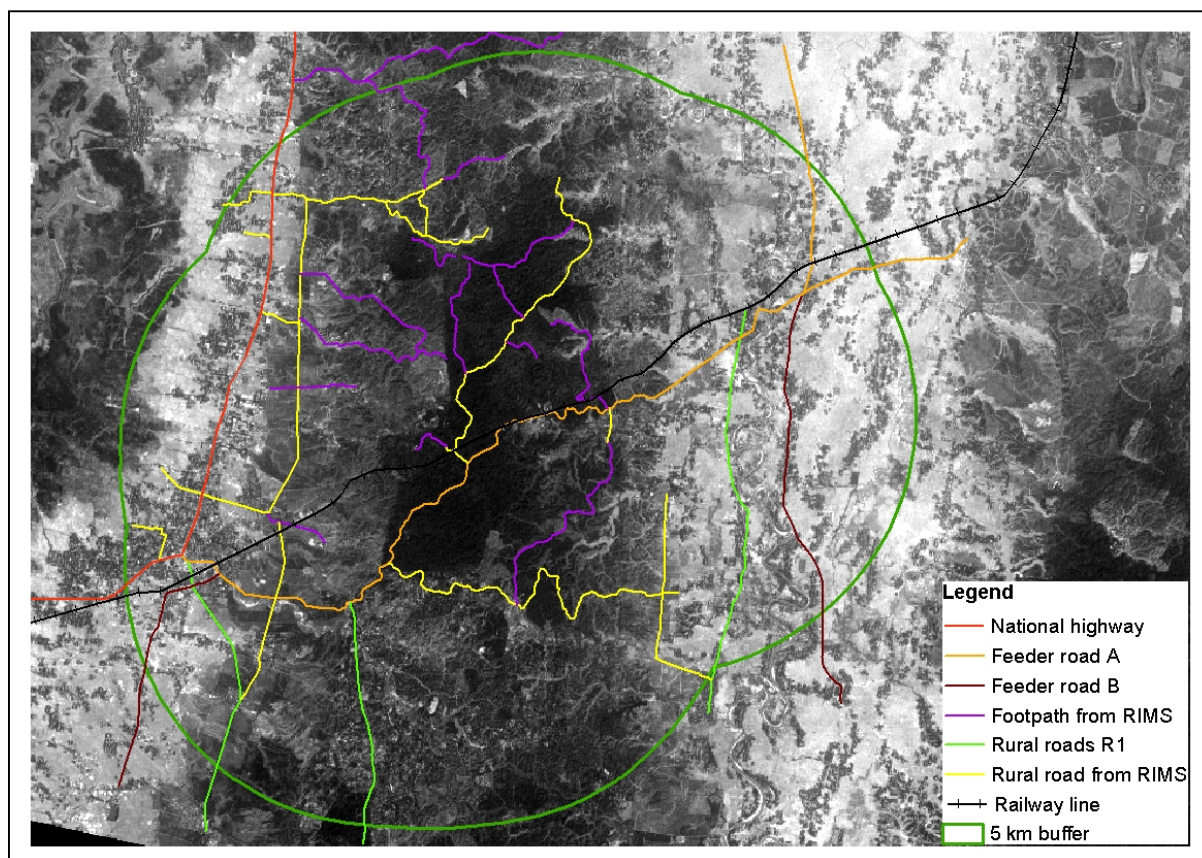 Legend
National highway
Feeder road A
Feeder road B
Footpath from RIMS
Rural roads R1
Rural road from RIMS
Railway line
5 km buffer